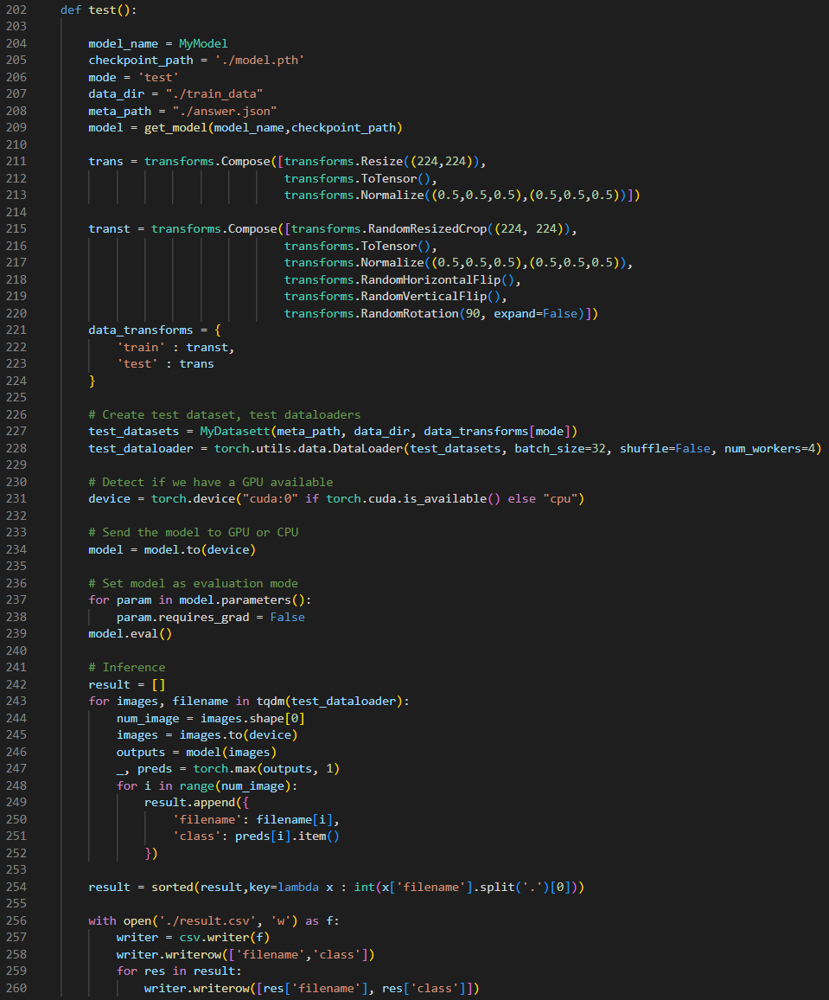 202 def test():
203
204     model_name = MyModel
205     checkpoint_path = './model.pth'
206     mode = 'test'
207     data_dir = "./train_data"
208     meta_path = "./answer.json"
209     model = get_model(model_name,checkpoint_path)
210
211     trans = transforms.Compose([transforms.Resize((224,224)),
212                                 transforms.ToTensor(),
213                                 transforms.Normalize((0.5,0.5,0.5),(0.5,0.5,0.5))])
214
215     transt = transforms.Compose([transforms.RandomResizedCrop((224, 224)),
216                                 transforms.ToTensor(),
217                                 transforms.Normalize((0.5,0.5,0.5),(0.5,0.5,0.5)),
218                                 transforms.RandomHorizontalFlip(),
219                                 transforms.RandomVerticalFlip(),
220                                 transforms.RandomRotation(90, expand=False)])
221     data_transforms = {
222         'train' : transt,
223         'test' : trans
224     }
225
226     # Create test dataset, test dataloaders
227     test_datasets = MyDatasett(meta_path, data_dir, data_transforms[mode])
228     test_dataloader = torch.utils.data.DataLoader(test_datasets, batch_size=32, shuffle=False, num_workers=4)
229
230     # Detect if we have a GPU available
231     device = torch.device("cuda:0" if torch.cuda.is_available() else "cpu")
232
233     # Send the model to GPU or CPU
234     model = model.to(device)
235
236     # Set model as evaluation mode
237     for param in model.parameters():
238         param.requires_grad = False
239     model.eval()
240
241     # Inference
242     result = []
243     for images, filename in tqdm(test_dataloader):
244         num_image = images.shape[0]
245         images = images.to(device)
246         outputs = model(images)
247         _, preds = torch.max(outputs, 1)
248         for i in range(num_image):
249             result.append({
250                 'filename': filename[i],
251                 'class': preds[i].item()
252             })
253
254     result = sorted(result,key=lambda x : int(x['filename'].split('.')[0]))
255
256     with open('./result.csv', 'w') as f:
257         writer = csv.writer(f)
258         writer.writerow(['filename','class'])
259         for res in result:
260             writer.writerow([res['filename'], res['class']])